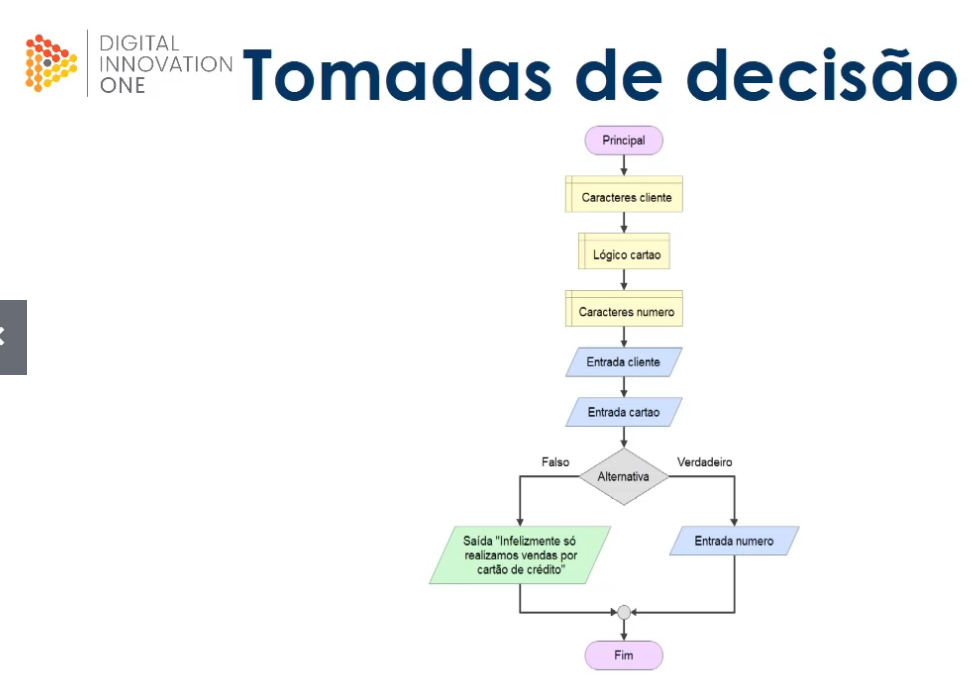 DIGITAL
INNOVATION
ONE
Tomadas de decisão
Principal
Caracteres cliente
Lógico cartao
Caracteres numero
Entrada cliente
Entrada cartao
Falso
Verdadeiro
Alternativa
Saída "Infelizmente só
realizamos vendas por
cartão de crédito"
Entrada numero
Fim